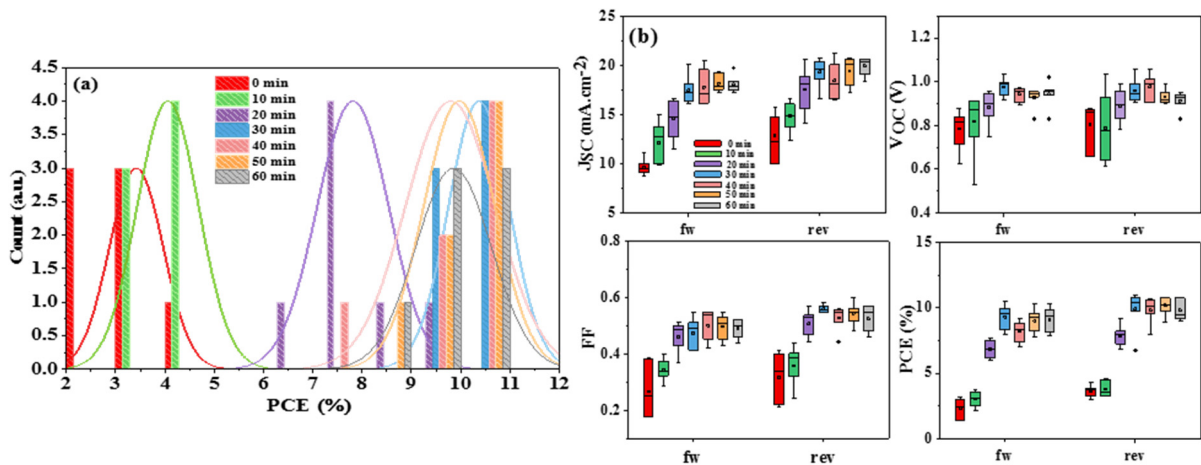 (a)
4.5
4.0
3.5
3.0
2.5
2.0
1.5
1.0
0.5
0.0
Count (a.u.)
2 3 4 5 6 7 8 9 10 11 12
PCE (%)
0 min
10 min
20 min
30 min
40 min
50 min
60 min
(b)
25
20
15
10
5
JSC (mA.cm-2)
0 min
10 min
20 min
30 min
40 min
50 min
60 min
fw rev
1.2
1.0
0.8
0.6
0.4
VOC (V)
fw rev
0.8
0.6
0.4
0.2
FF
fw rev
15
10
5
0
PCE (%)
fw rev